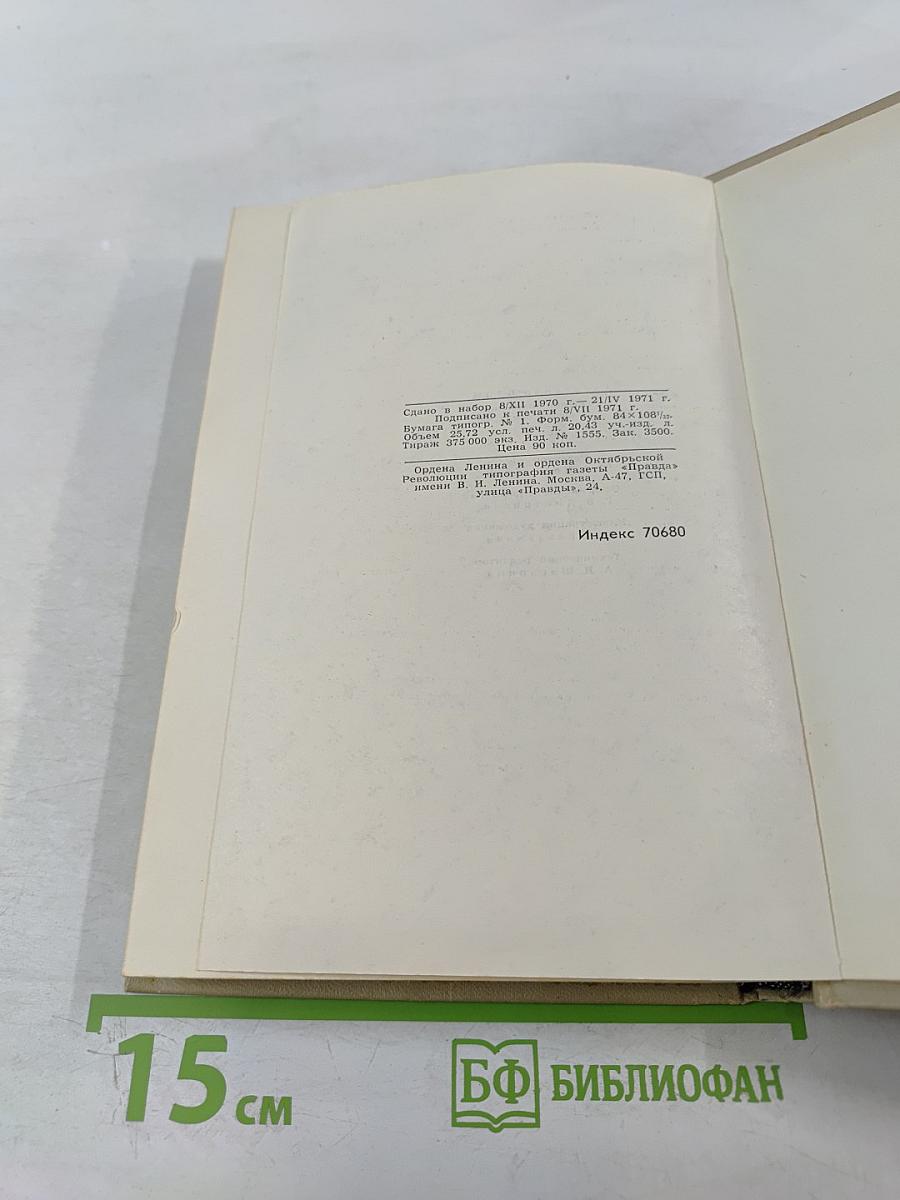 Сдано в набор 8/XII 1970 г.— 21/IV 1971 г.
Подписано к печати 8/VII 1971 г.
Бумага типогр. № 1. Форм. бум. 84×108¹/₃₂.
Объем 25,72 усл. печ. л. 20,43 уч.-изд. л.
Тираж 375 000 экз. Изд. № 1555. Зак. 3500.
Цена 90 коп.
Ордена Ленина и ордена Октябрьской
Революции типография газеты «Правда»
имени В. И. Ленина. Москва, А-47, ГСП,
улица «Правды», 24.
Индекс 70680
15 см
БФ БИБЛИОФАН